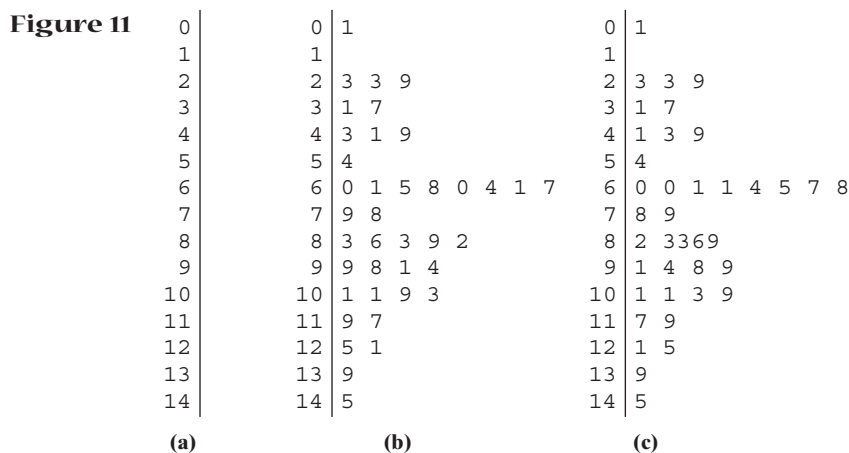 Figure 11 0 0 1 0 1
1 1 1
2 2 3 3 9 2 3 3 9
3 3 1 7 3 1 7
4 4 3 1 9 4 1 3 9
5 5 4 5 4
6 6 0 1 5 8 0 4 1 7 6 0 0 1 1 4 5 7 8
7 7 9 8 7 8 9
8 8 3 6 3 9 2 8 2 3369
9 9 9 8 1 4 9 1 4 8 9
10 10 1 1 9 3 10 1 1 3 9
11 11 9 7 11 7 9
12 12 5 1 12 1 5
13 13 9 13 9
14 14 5 14 5
(a) (b) (c)